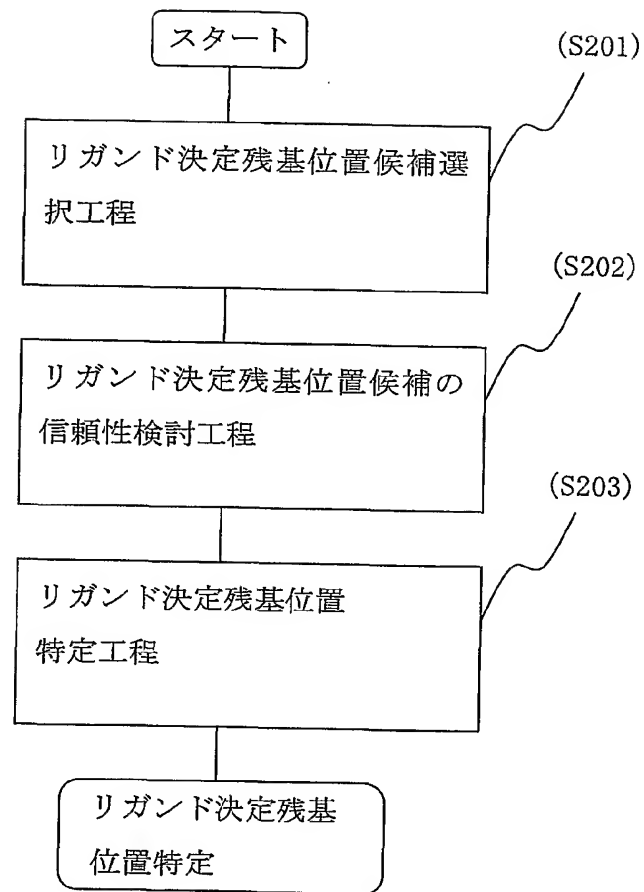 スタート
(S201)
リガンド決定残基位置候補選
択工程
(S202)
リガンド決定残基位置候補の
信頼性検討工程
(S203)
リガンド決定残基位置
特定工程
リガンド決定残基
位置特定